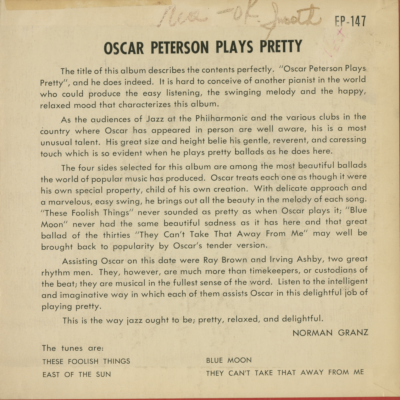 Nice - OK. Smooth
EP-147
OSCAR PETERSON PLAYS PRETTY
The title of this album describes the contents perfectly. "Oscar Peterson Plays
Pretty", and he does indeed. It is hard to conceive of another pianist in the world
who could produce the easy listening, the swinging melody and the happy,
relaxed mood that characterizes this album.
As the audiences of Jazz at the Philharmonic and the various clubs in the
country where Oscar has appeared in person are well aware, his is a most
unusual talent. His great size and height belie his gentle, reverent, and caressing
touch which is so evident when he plays pretty ballads as he does here.
The four sides selected for this album are among the most beautiful ballads
the world of popular music has produced. Oscar treats each one as though it were
his own special property, child of his own creation. With delicate approach and
a marvelous, easy swing, he brings out all the beauty in the melody of each song.
"These Foolish Things" never sounded as pretty as when Oscar plays it; "Blue
Moon" never had the same beautiful sadness as it has here and that great
ballad of the thirties "They Can't Take That Away From Me" may well be
brought back to popularity by Oscar's tender version.
Assisting Oscar on this date were Ray Brown and Irving Ashby, two great
rhythm men. They, however, are much more than timekeepers, or custodians of
the beat; they are musical in the fullest sense of the word. Listen to the intelligent
and imaginative way in which each of them assists Oscar in this delightful job of
playing pretty.
This is the way jazz ought to be; pretty, relaxed, and delightful.
NORMAN GRANZ
The tunes are:
THESE FOOLISH THINGS
BLUE MOON
EAST OF THE SUN
THEY CAN'T TAKE THAT AWAY FROM ME